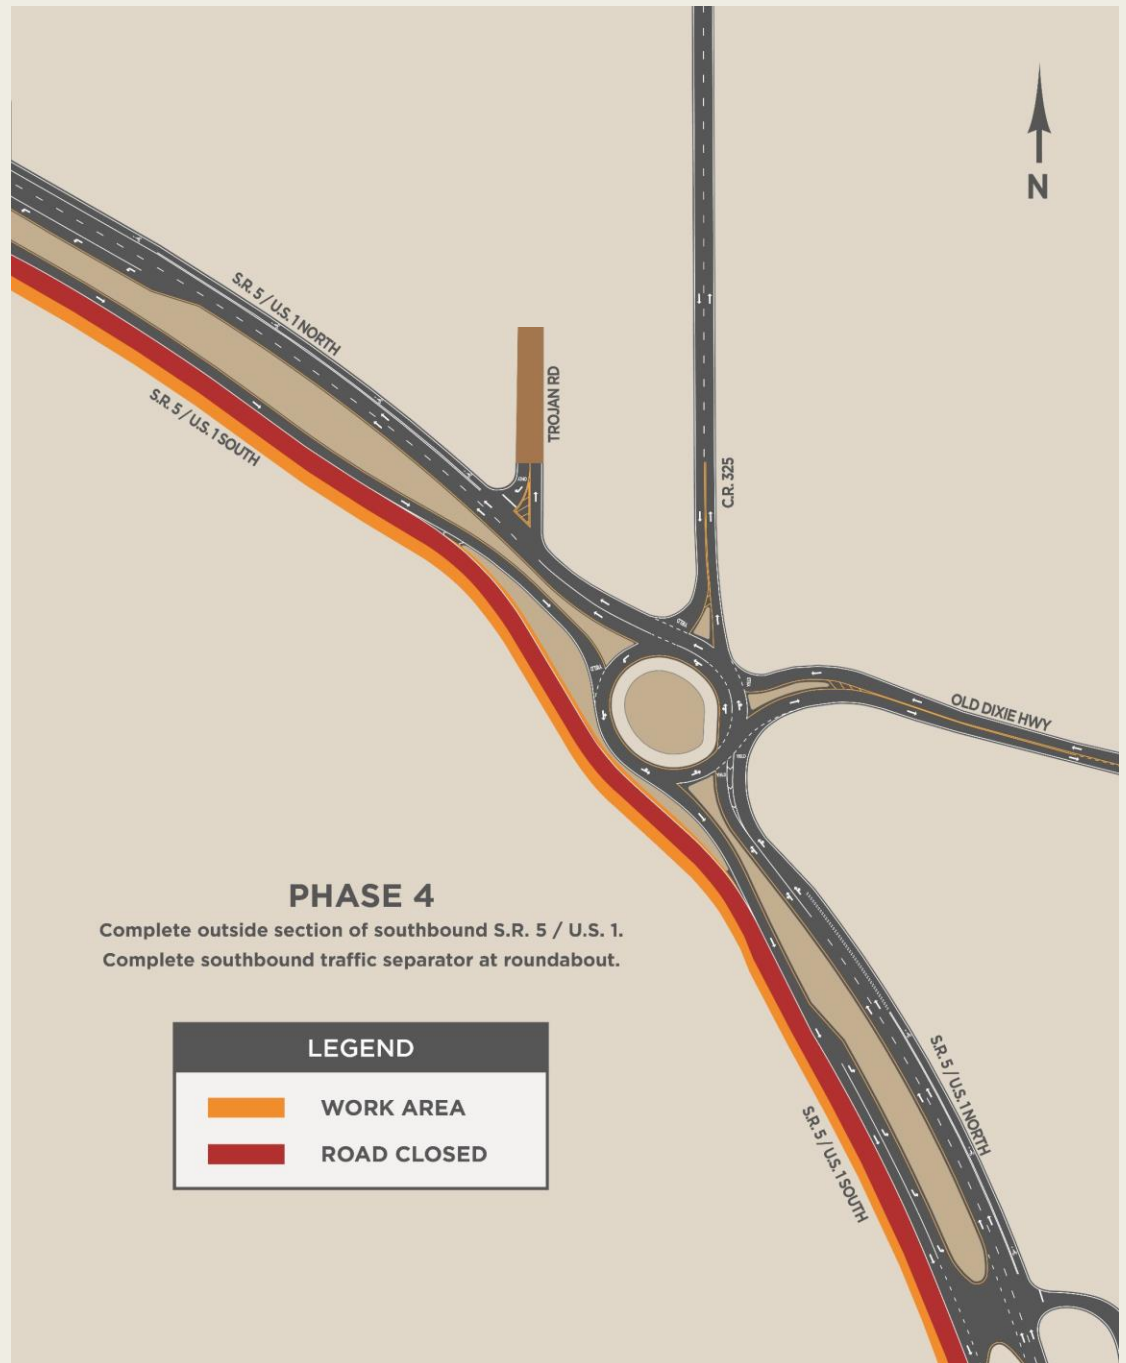 N
S.R. 5 / U.S. 1 NORTH
S.R. 5 / U.S. 1 SOUTH
TROJAN RD
C.R. 325
OLD DIXIE HWY
PHASE 4
Complete outside section of southbound S.R. 5 / U.S. 1.
Complete southbound traffic separator at roundabout.
LEGEND
WORK AREA
ROAD CLOSED
S.R. 5 / U.S. 1 NORTH
S.R. 5 / U.S. 1 SOUTH